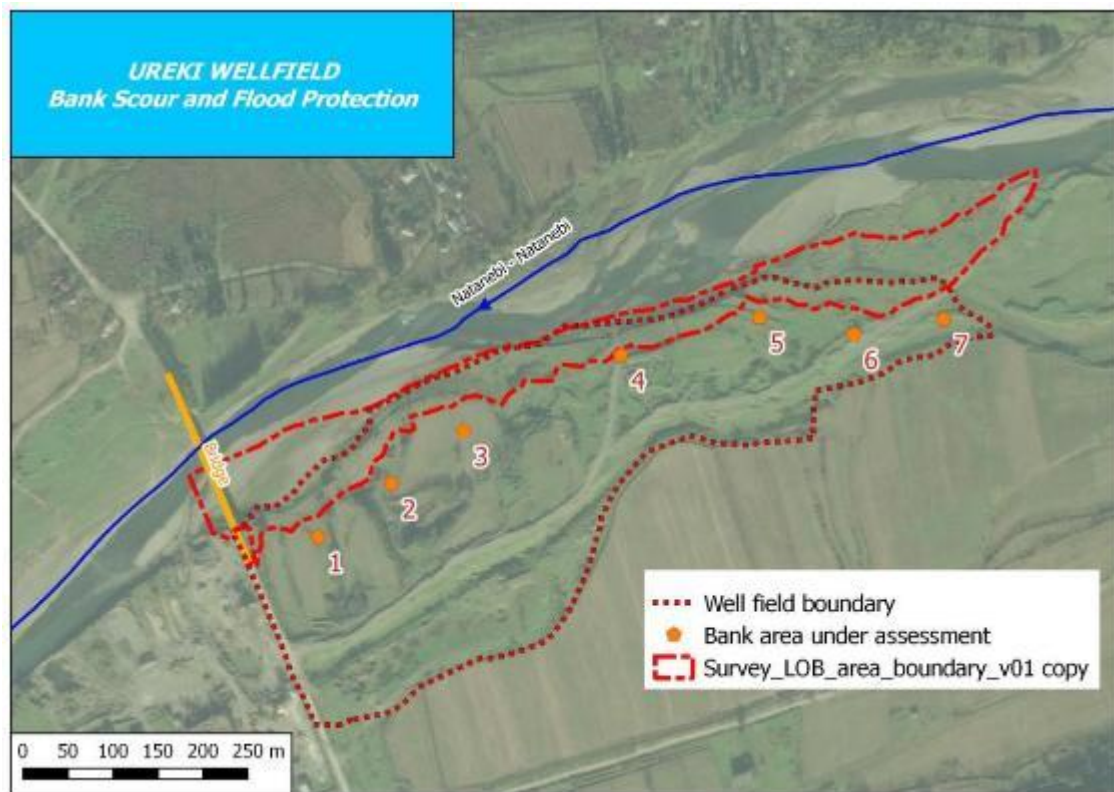 UREKI WELLFIELD
Bank Scour and Flood Protection
Natanebi - Natanebi
Bridge
1
2
3
4
5
6
7
Well field boundary
Bank area under assessment
Survey_LOB_area_boundary_v01 copy
0 50 100 150 200 250 m